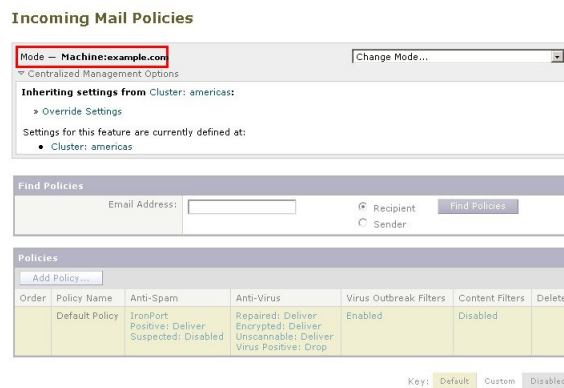 Incoming Mail Policies
Mode — Machine:example.com
Change Mode...
Centralized Management Options
Inheriting settings from Cluster: americas:
» Override Settings
Settings for this feature are currently defined at:
• Cluster: americas
Find Policies
Email Address:
Recipient
Find Policies
Sender
Policies
Add Policy...
Order Policy Name Anti-Spam Anti-Virus Virus Outbreak Filters Content Filters Delete
Default Policy IronPort Repaired: Deliver Enabled Disabled
Positive: Deliver Encrypted: Deliver
Suspected: Disabled Unscannable: Deliver
Virus Positive: Drop
Key: Default Custom Disabled